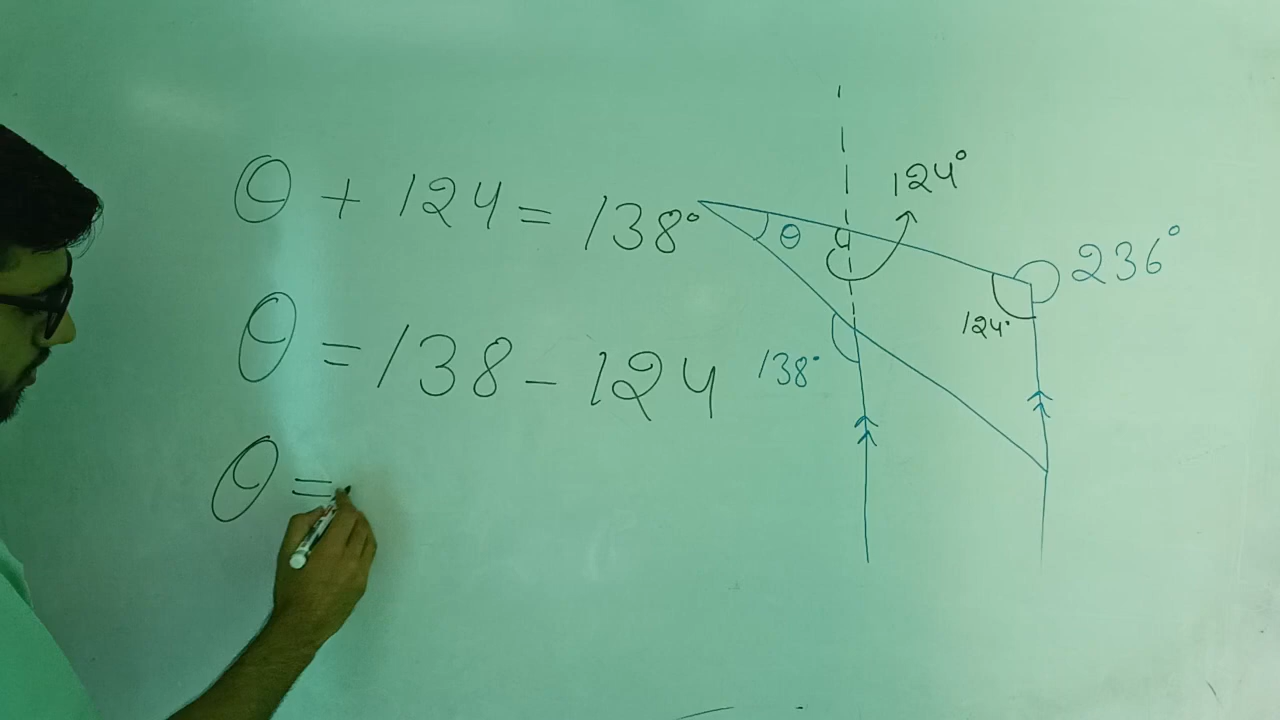 θ + 124 = 138°
θ = 138 - 124
θ =
124°
θ
236°
124°
138°